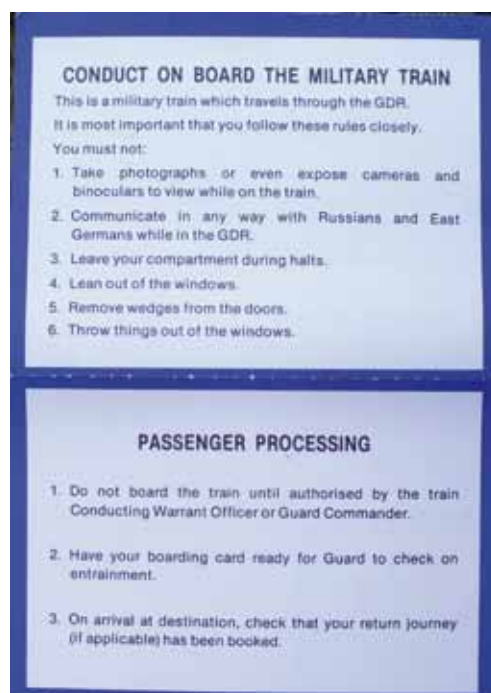 CONDUCT ON BOARD THE MILITARY TRAIN
This is a military train which travels through the GDR.
It is most important that you follow these rules closely.
You must not:
1. Take photographs or even expose cameras and
binoculars to view while on the train.
2. Communicate in any way with Russians and East
Germans while in the GDR.
3. Leave your compartment during halts.
4. Lean out of the windows.
5. Remove wedges from the doors.
6. Throw things out of the windows.
PASSENGER PROCESSING
1. Do not board the train until authorised by the train
Conducting Warrant Officer or Guard Commander.
2. Have your boarding card ready for Guard to check on
entrainment.
3. On arrival at destination, check that your return journey
(if applicable) has been booked.